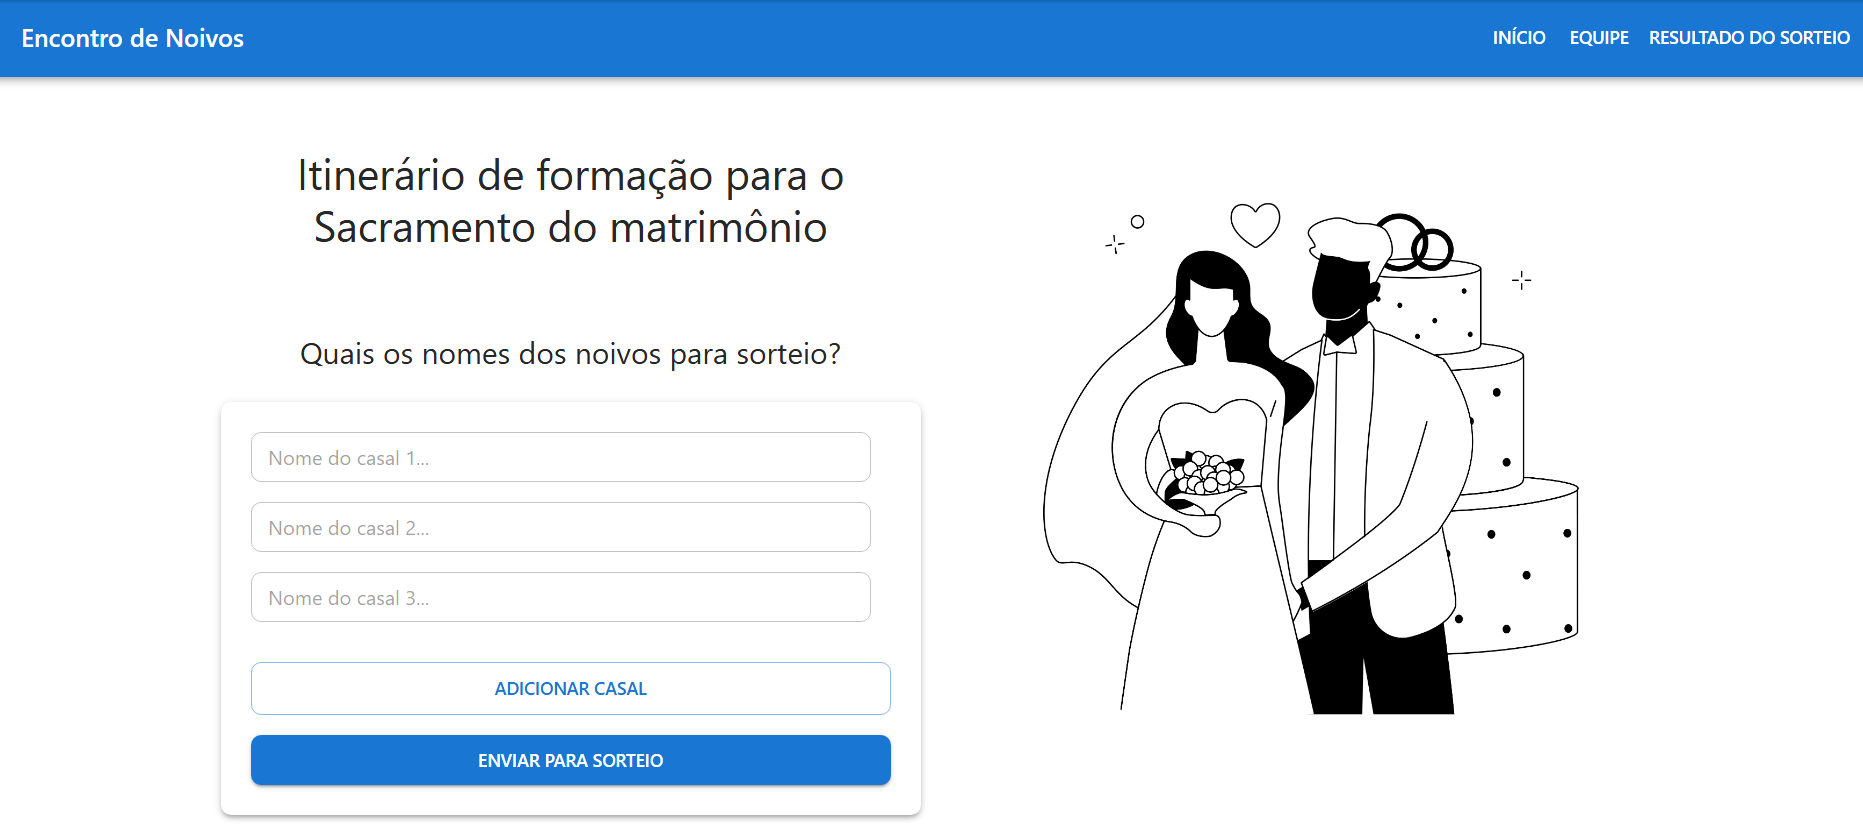 Encontro de Noivos
INÍCIO EQUIPE RESULTADO DO SORTEIO
Itinerário de formação para o
Sacramento do matrimônio
Quais os nomes dos noivos para sorteio?
Nome do casal 1...
Nome do casal 2...
Nome do casal 3...
ADICIONAR CASAL
ENVIAR PARA SORTEIO